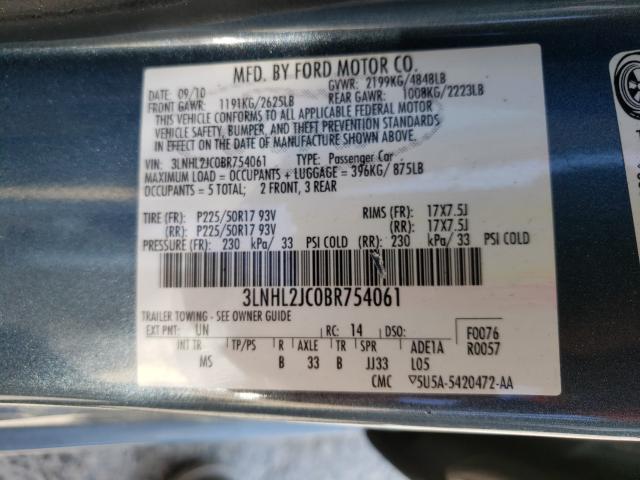 MFD. BY FORD MOTOR CO.
DATE: 09/10 GVWR: 2199KG/4848LB
FRONT GAWR: 1191KG/2625LB REAR GAWR: 1008KG/2223LB
THIS VEHICLE CONFORMS TO ALL APPLICABLE FEDERAL MOTOR
VEHICLE SAFETY, BUMPER, AND THEFT PREVENTION STANDARDS
IN EFFECT ON THE DATE OF MANUFACTURE SHOWN ABOVE.
VIN: 3LNHL2JC0BR754061 TYPE: Passenger Car
MAXIMUM LOAD = OCCUPANTS + LUGGAGE = 396KG/ 875LB
OCCUPANTS = 5 TOTAL; 2 FRONT, 3 REAR
TIRE (FR): P225/50R17 93V RIMS (FR): 17X7.5J
(RR): P225/50R17 93V (RR): 17X7.5J
PRESSURE (FR): 230 kPa/ 33 PSI COLD (RR): 230 kPa/ 33 PSI COLD
3LNHL2JC0BR754061
TRAILER TOWING - SEE OWNER GUIDE
EXT PNT: UN RC: 14 DSO: F0076
INT TR TP/PS R AXLE TR SPR ADE1A R0057
MS B 33 B JJ33 L05
CMC ▽5U5A-5420472-AA